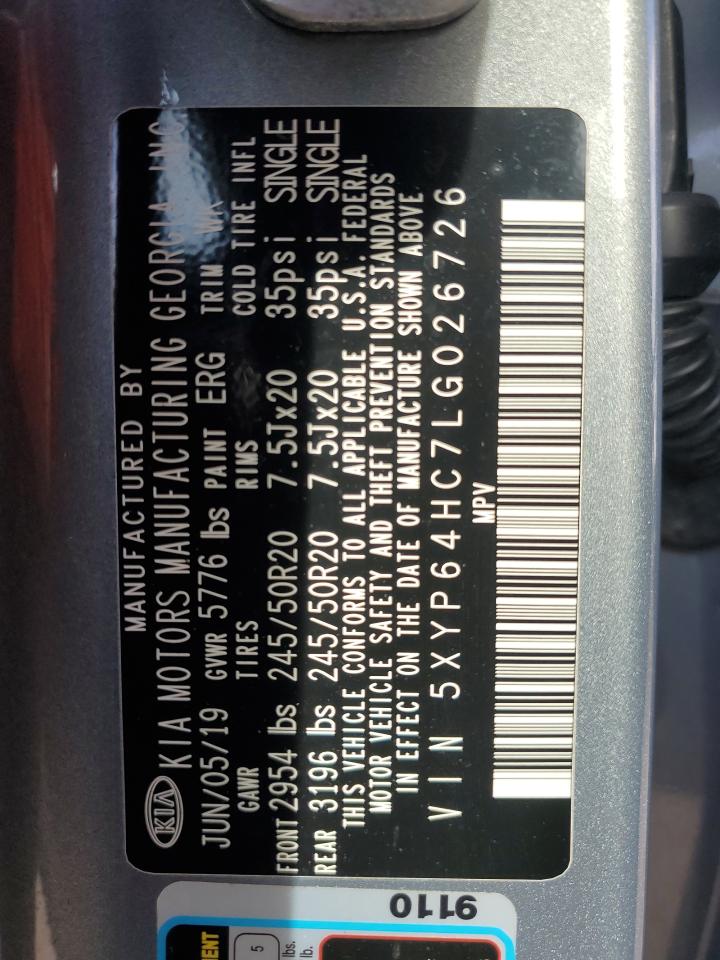 MANUFACTURED BY
KIA KIA MOTORS MANUFACTURING GEORGIA INC
JUN/05/19 GVWR 5776 lbs PAINT ERG TRIM WK
GAWR TIRES RIMS COLD TIRE INFL
FRONT 2954 lbs 245/50R20 7.5Jx20 35psi SINGLE
REAR 3196 lbs 245/50R20 7.5Jx20 35psi SINGLE
THIS VEHICLE CONFORMS TO ALL APPLICABLE U.S.A. FEDERAL
MOTOR VEHICLE SAFETY AND THEFT PREVENTION STANDARDS
IN EFFECT ON THE DATE OF MANUFACTURE SHOWN ABOVE
VIN 5XYP64HC7LG026726
MPV
9110
5
lbs.
lb.